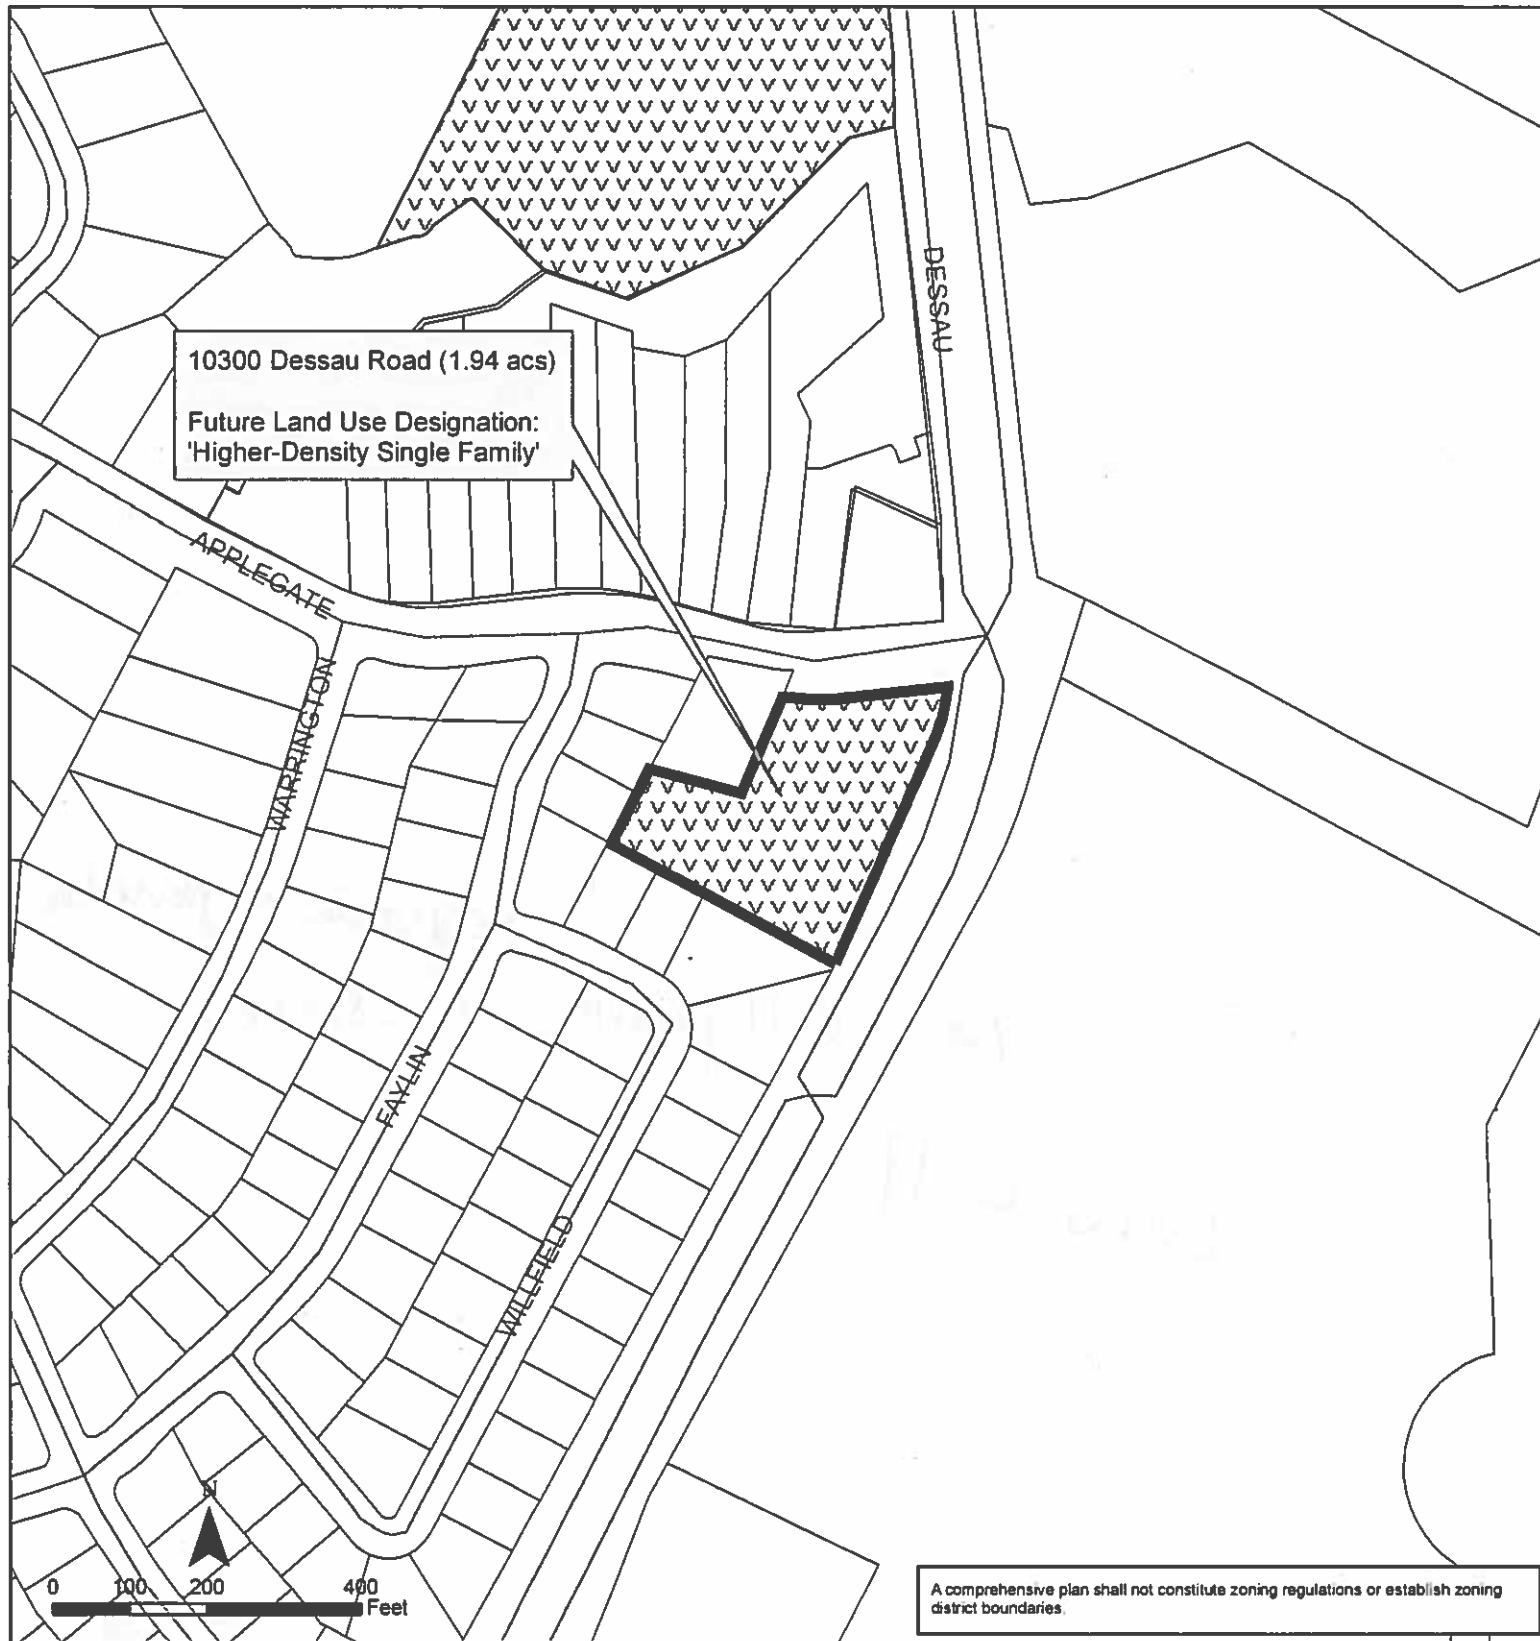 DESSAU
10300 Dessau Road (1.94 acs)
Future Land Use Designation:
'Higher-Density Single Family'
APPLEGATE
WARRINGTON
FAYLIN
WILLFIELD
N
0 100 200 400
Feet
A comprehensive plan shall not constitute zoning regulations or establish zoning
district boundaries.